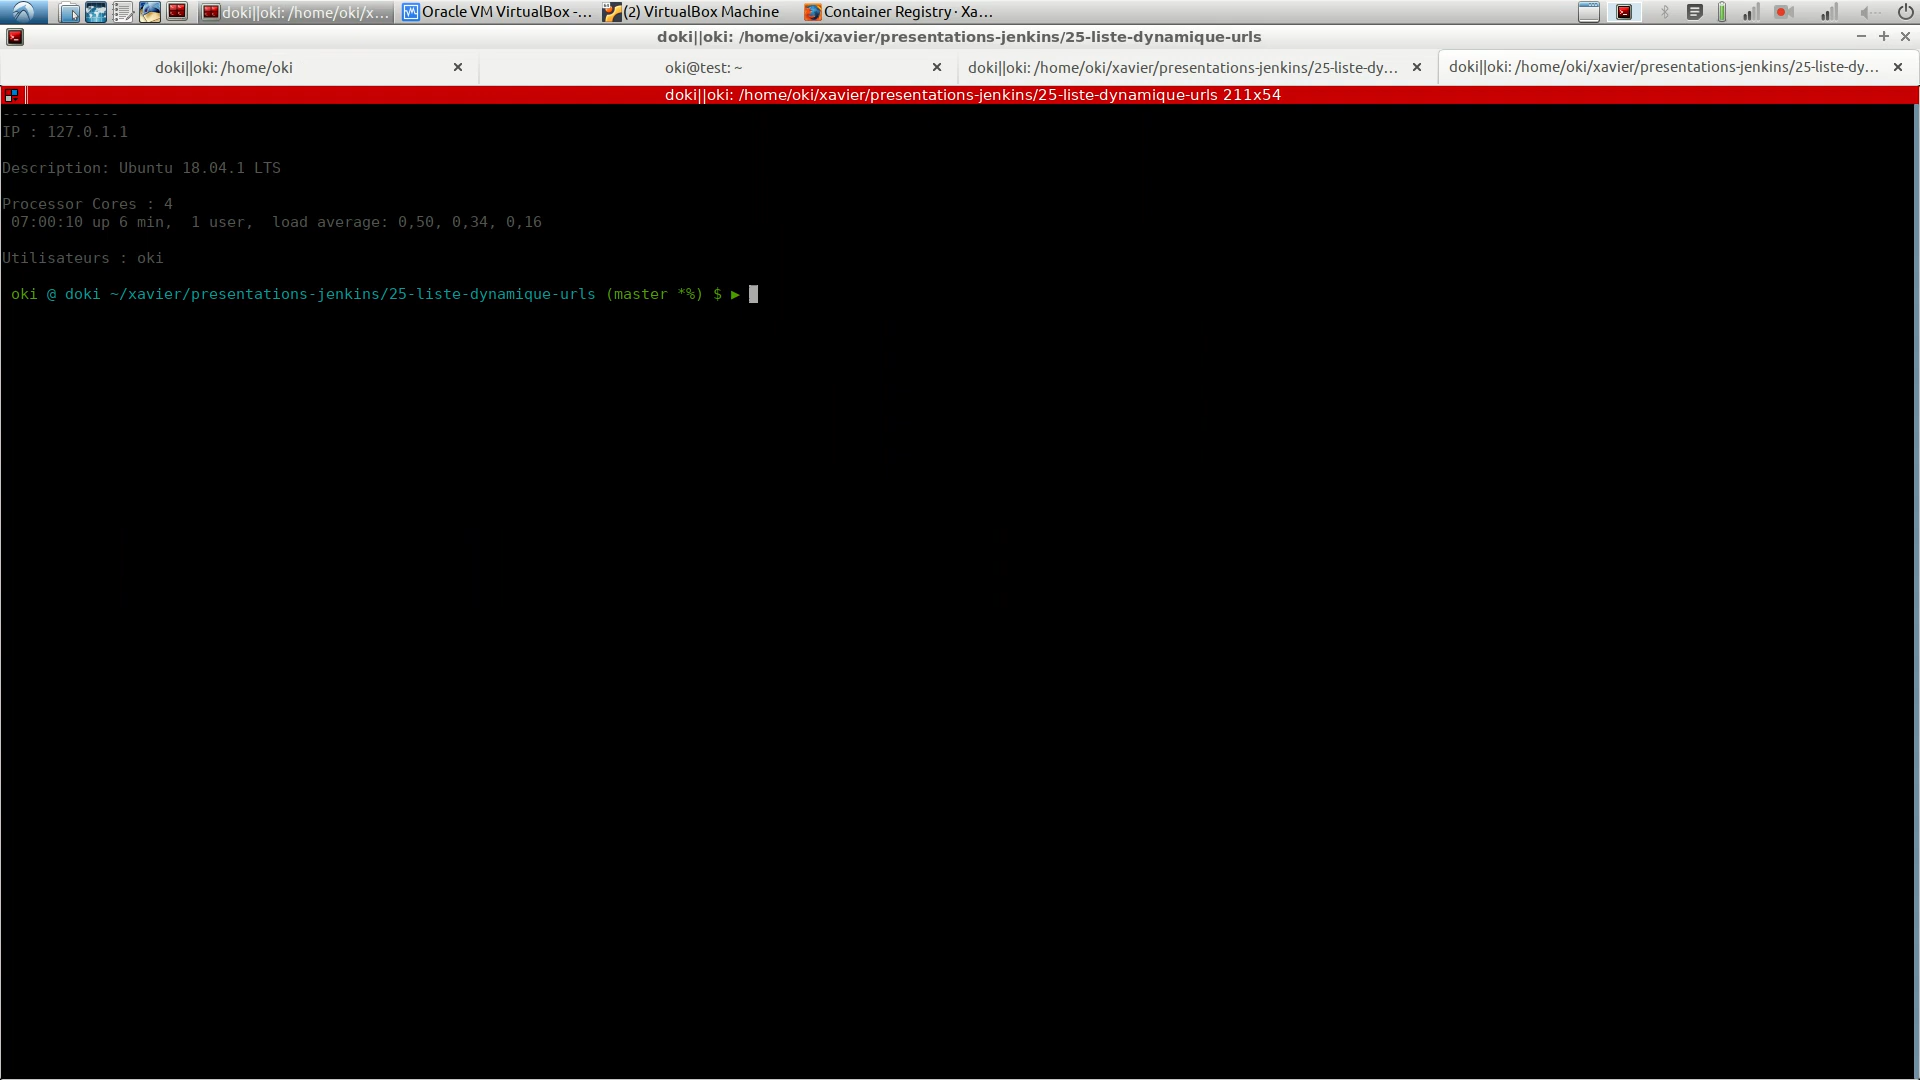 doki||oki: /home/oki/x...
Oracle VM VirtualBox -...
(2) VirtualBox Machine
Container Registry · Xa...
doki||oki: /home/oki/xavier/presentations-jenkins/25-liste-dynamique-urls
doki||oki: /home/oki
oki@test: ~
doki||oki: /home/oki/xavier/presentations-jenkins/25-liste-dy...
doki||oki: /home/oki/xavier/presentations-jenkins/25-liste-dy...
doki||oki: /home/oki/xavier/presentations-jenkins/25-liste-dynamique-urls 211x54
-------------
IP : 127.0.1.1
Description: Ubuntu 18.04.1 LTS
Processor Cores : 4
07:00:10 up 6 min,  1 user,  load average: 0,50, 0,34, 0,16
Utilisateurs : oki
oki @ doki ~/xavier/presentations-jenkins/25-liste-dynamique-urls (master *%) $ ▶